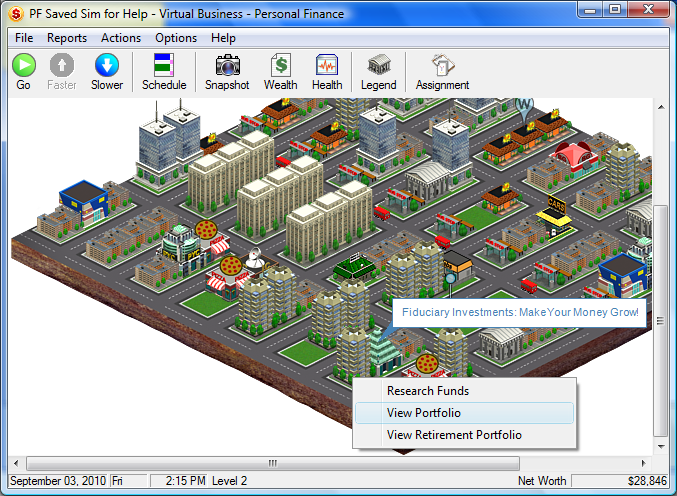 PF Saved Sim for Help - Virtual Business - Personal Finance
File Reports Actions Options Help
Go Faster Slower Schedule Snapshot Wealth Health Legend Assignment
W
CARS
Fiduciary Investments: Make Your Money Grow!
Research Funds
View Portfolio
View Retirement Portfolio
September 03, 2010 Fri 2:15 PM Level 2 Net Worth $28,846